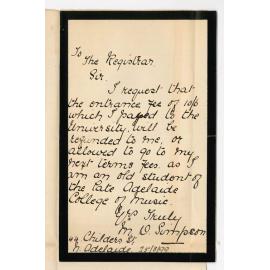 To
The Registrar
Sir.
I request that
the entrance fee of 10/6
which I payed to the
University will be
refunded to me, or
allowed to go to my
next terms fees. as I
am an old student of
the late Adelaide
College of Music.
Yrs Truly
M. V. Simpson
44 Childers St.
N. Adelaide